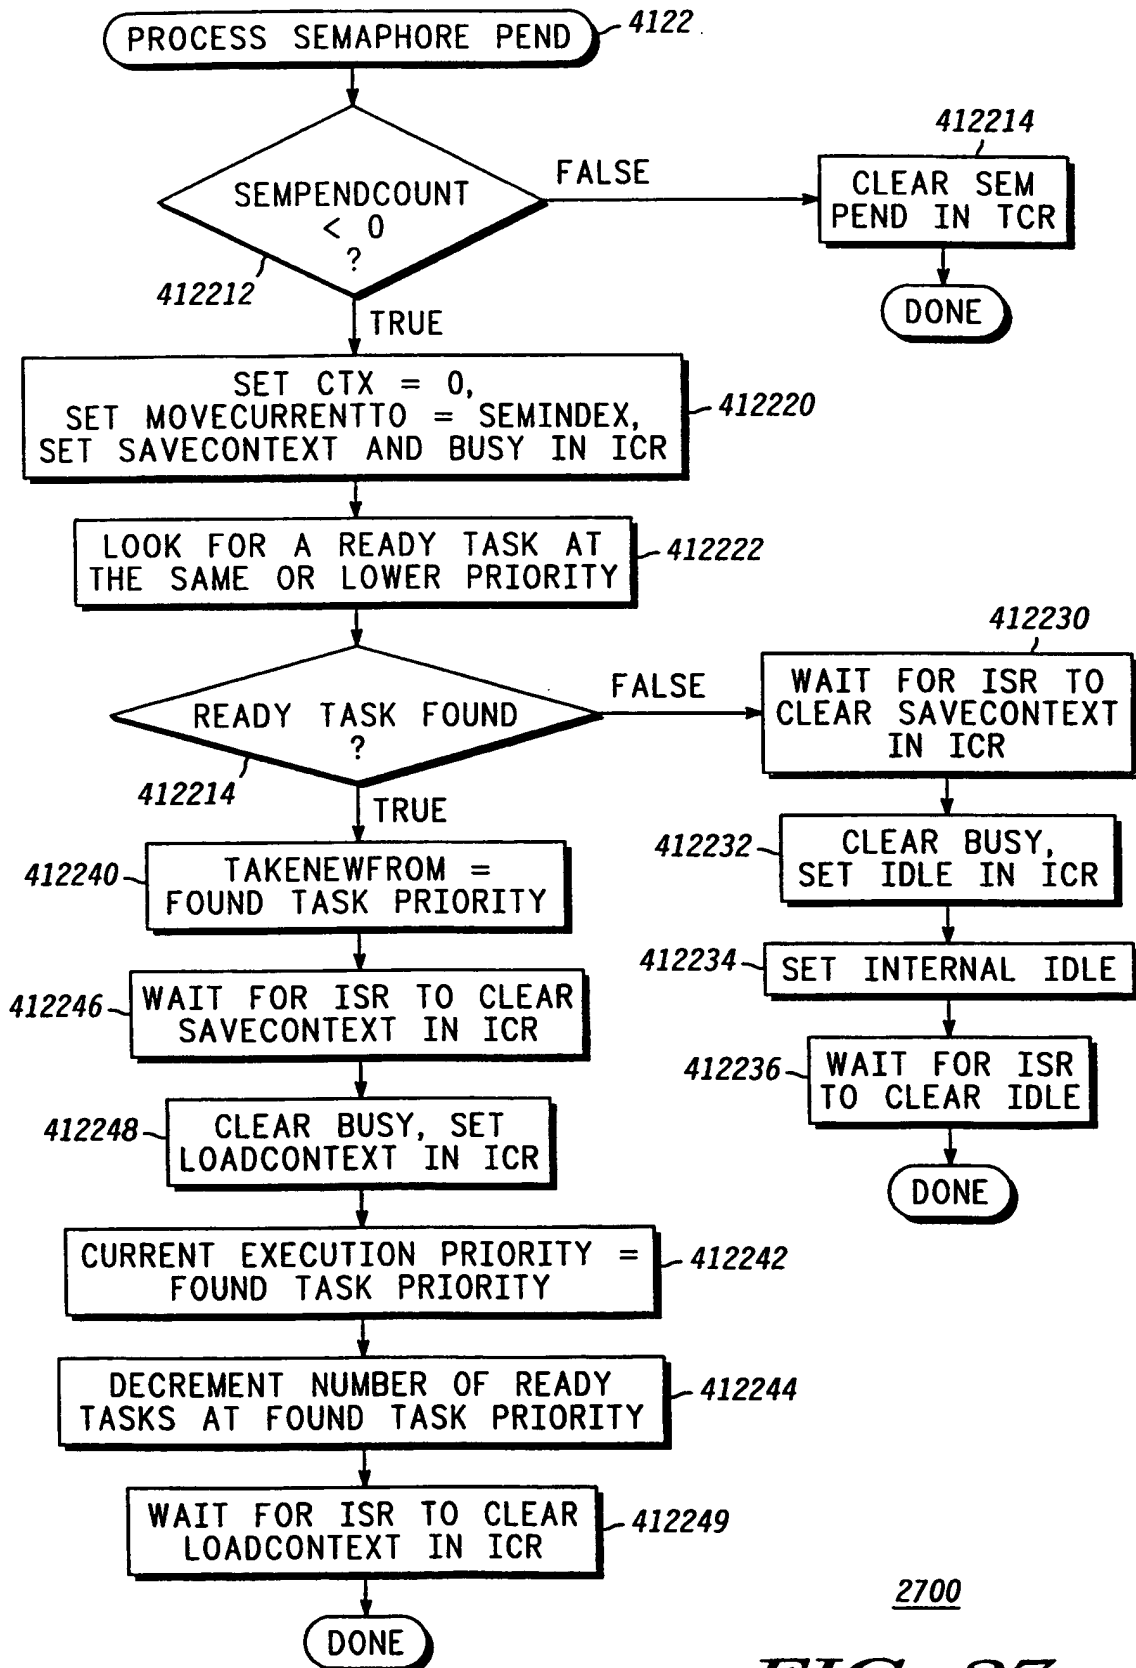 PROCESS SEMAPHORE PEND
4122
412214
SEMPENDCOUNT
< 0
?
FALSE
CLEAR SEM
PEND IN TCR
412212
DONE
TRUE
SET CTX = 0,
SET MOVECURRENTTO = SEMINDEX,
SET SAVECONTEXT AND BUSY IN ICR
412220
LOOK FOR A READY TASK AT
THE SAME OR LOWER PRIORITY
412222
412230
READY TASK FOUND
?
FALSE
WAIT FOR ISR TO
CLEAR SAVECONTEXT
IN ICR
412214
TRUE
412232
CLEAR BUSY,
SET IDLE IN ICR
412240
TAKENEWFROM =
FOUND TASK PRIORITY
412234
SET INTERNAL IDLE
412246
WAIT FOR ISR TO CLEAR
SAVECONTEXT IN ICR
412236
WAIT FOR ISR
TO CLEAR IDLE
412248
CLEAR BUSY, SET
LOADCONTEXT IN ICR
DONE
CURRENT EXECUTION PRIORITY =
FOUND TASK PRIORITY
412242
DECREMENT NUMBER OF READY
TASKS AT FOUND TASK PRIORITY
412244
WAIT FOR ISR TO CLEAR
LOADCONTEXT IN ICR
412249
2700
DONE
FIG. 27